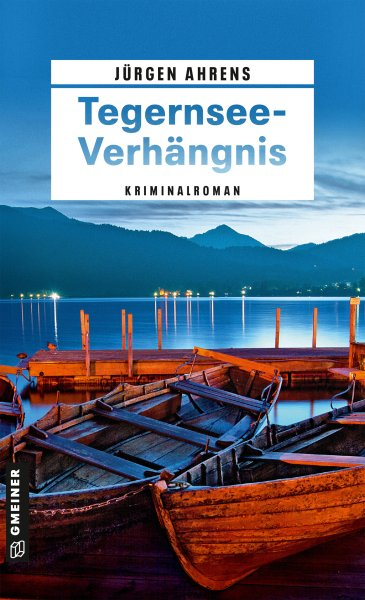 JÜRGEN AHRENS
Tegernsee-
Verhängnis
KRIMINALROMAN
GMEINER